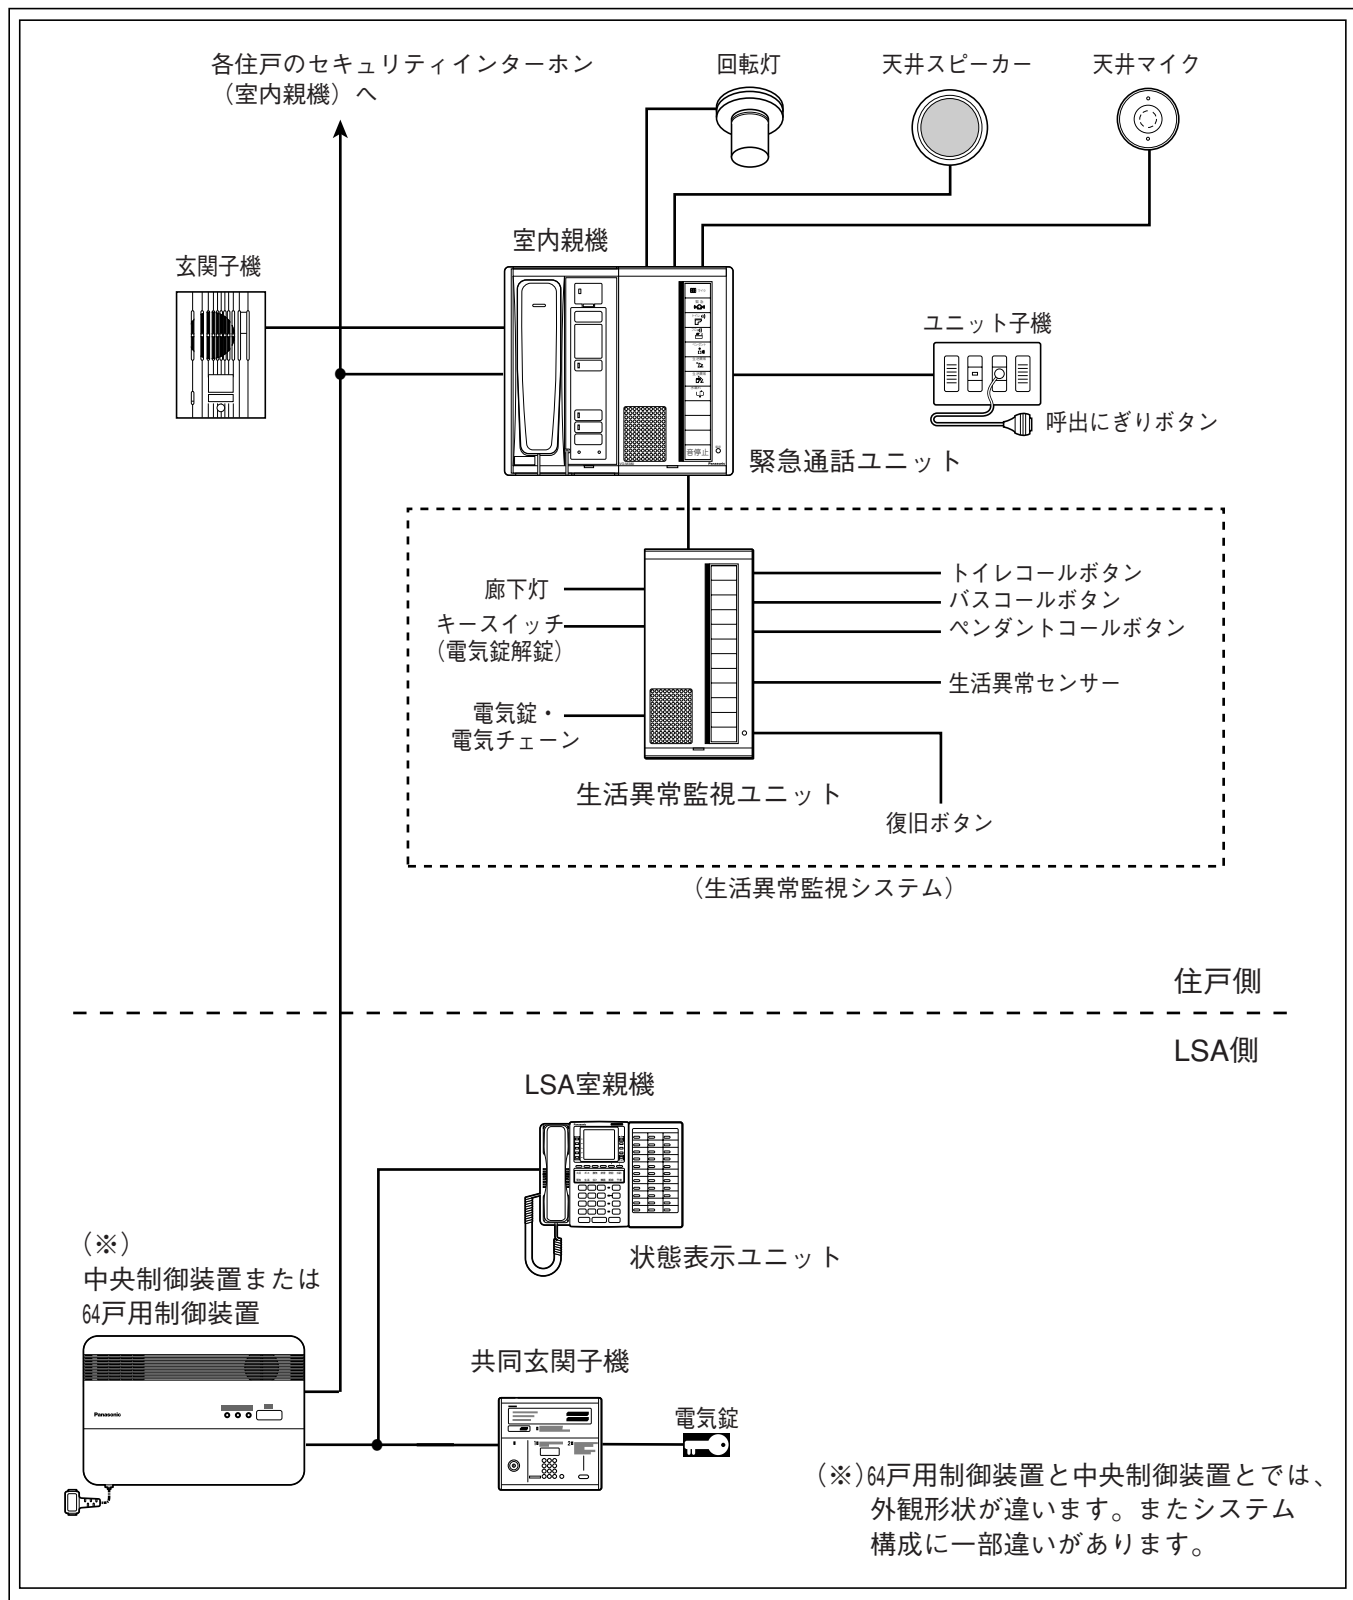 各住戸のセキュリティインターホン
（室内親機）へ
回転灯
天井スピーカー
天井マイク
室内親機
玄関子機
ユニット子機
呼出にぎりボタン
音停止
Panasonic
緊急通話ユニット
廊下灯
キースイッチ
（電気錠解錠）
電気錠・
電気チェーン
トイレコールボタン
バスコールボタン
ペンダントコールボタン
生活異常センサー
生活異常監視ユニット
復旧ボタン
（生活異常監視システム）
住戸側
LSA側
LSA室親機
状態表示ユニット
（※）
中央制御装置または
64戸用制御装置
Panasonic
共同玄関子機
電気錠
（※）64戸用制御装置と中央制御装置とでは、
外観形状が違います。またシステム
構成に一部違いがあります。